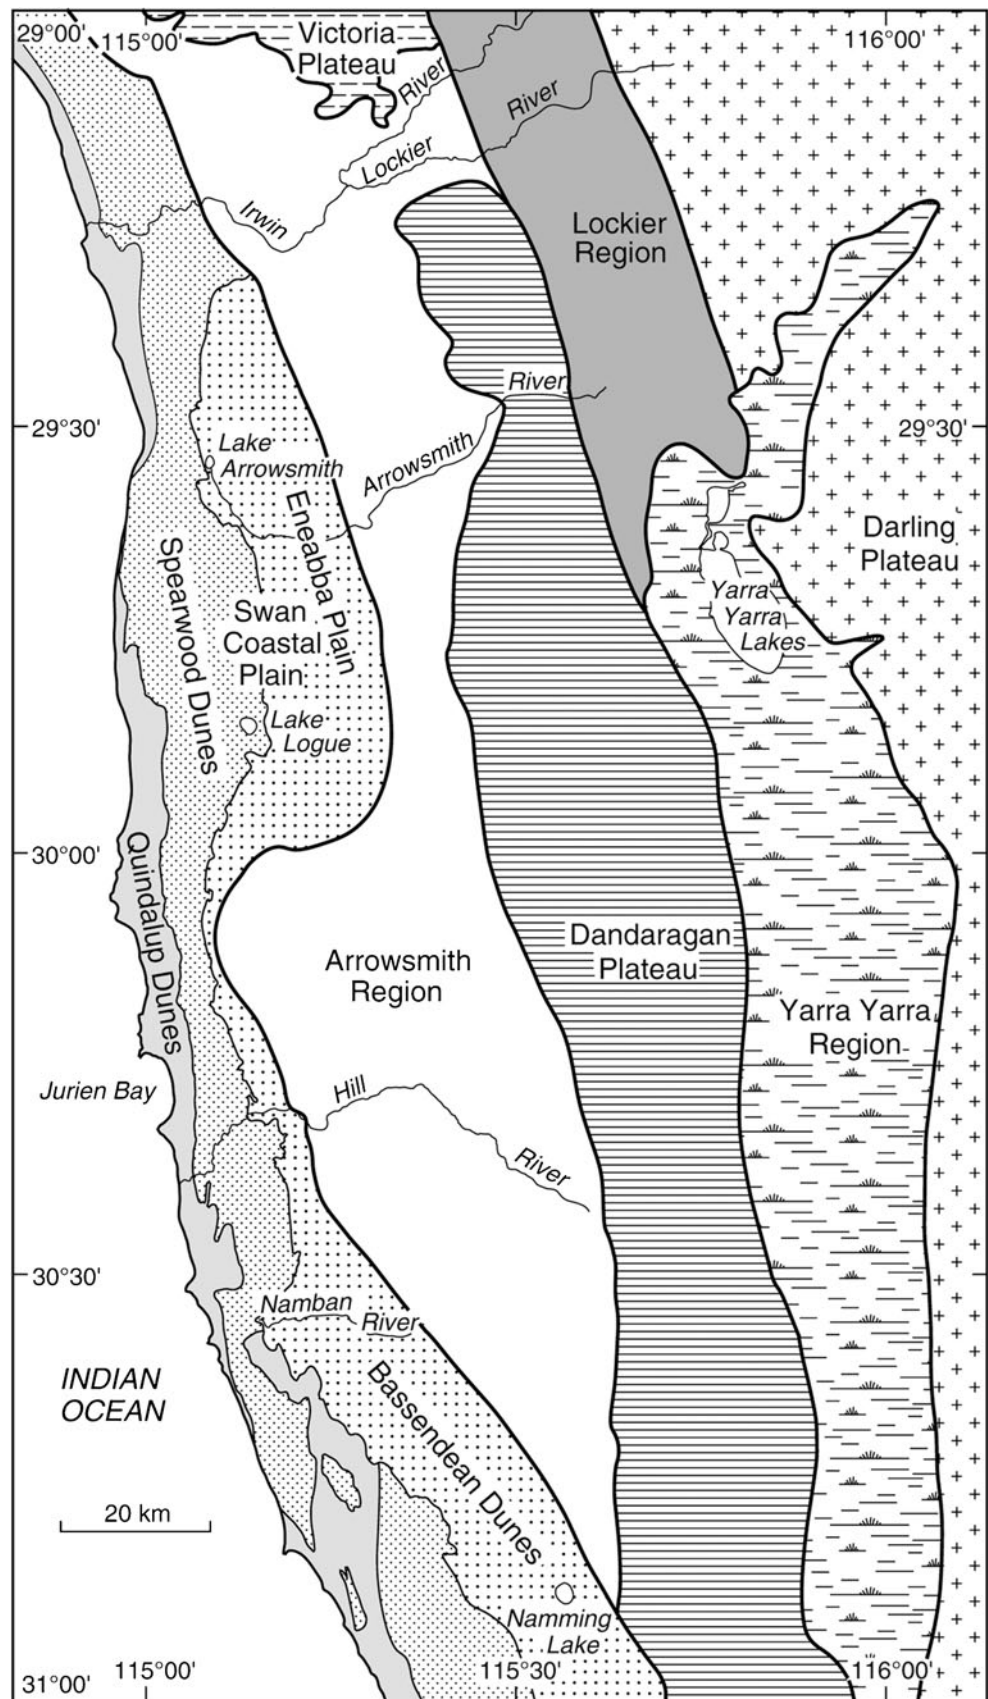 29°00'
115°00'
Victoria
Plateau
116°00'
River
River
Lockier
Irwin
Lockier
Region
River
29°30'
29°30'
Lake
Arrowsmith
Arrowsmith
Eneabba Plain
Darling
Plateau
Spearwood Dunes
Swan
Coastal
Plain
Yarra
Yarra
Lakes
Lake
Logue
30°00'
Quindalup Dunes
Arrowsmith
Region
Dandaragan
Plateau
Yarra Yarra
Region
Jurien Bay
Hill
River
30°30'
Namban
River
INDIAN
OCEAN
Bassendean Dunes
20 km
Namming
Lake
31°00'
115°00'
115°30'
116°00'